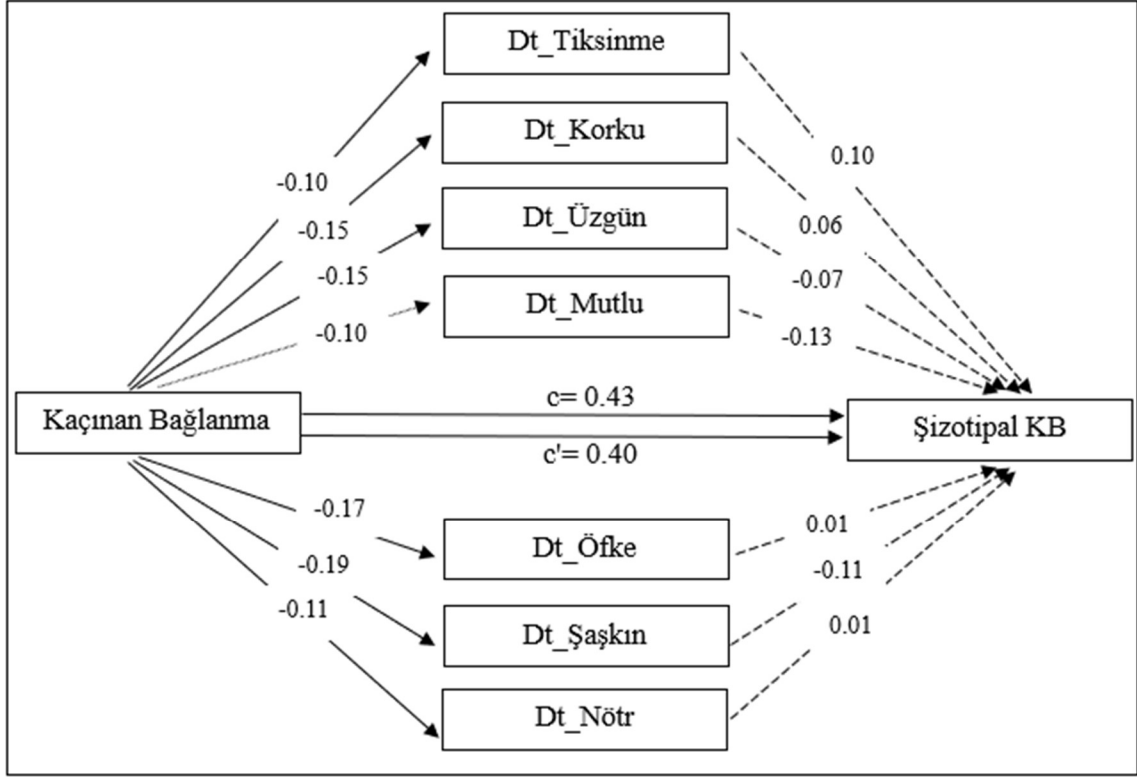 Dt_Tiksinme
Dt_Korku
-0.10
0.10
-0.15
Dt_Üzgün
0.06
-0.15
-0.07
Dt_Mutlu
-0.10
-0.13
Kaçınan Bağlanma
c= 0.43
c'= 0.40
Şizotipal KB
-0.17
Dt_Öfke
0.01
-0.19
-0.11
-0.11
Dt_Şaşkın
0.01
Dt_Nötr